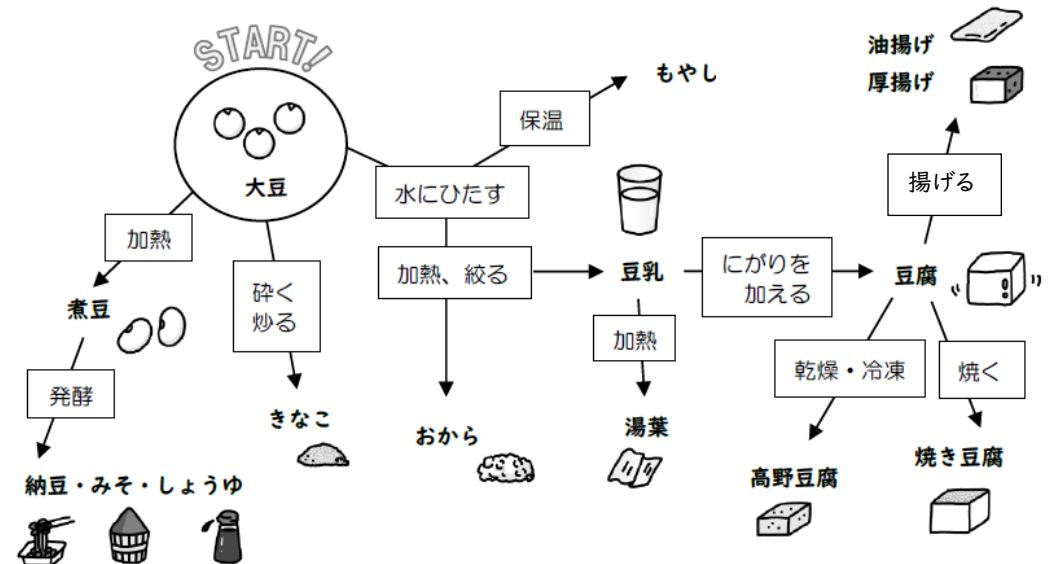 START!
大豆
加熱
煮豆
発酵
納豆・みそ・しょうゆ
砕く
炒る
きなこ
水にひたす
保温
もやし
加熱、絞る
おから
豆乳
加熱
湯葉
にがりを
加える
豆腐
揚げる
油揚げ
厚揚げ
乾燥・冷凍
高野豆腐
焼く
焼き豆腐